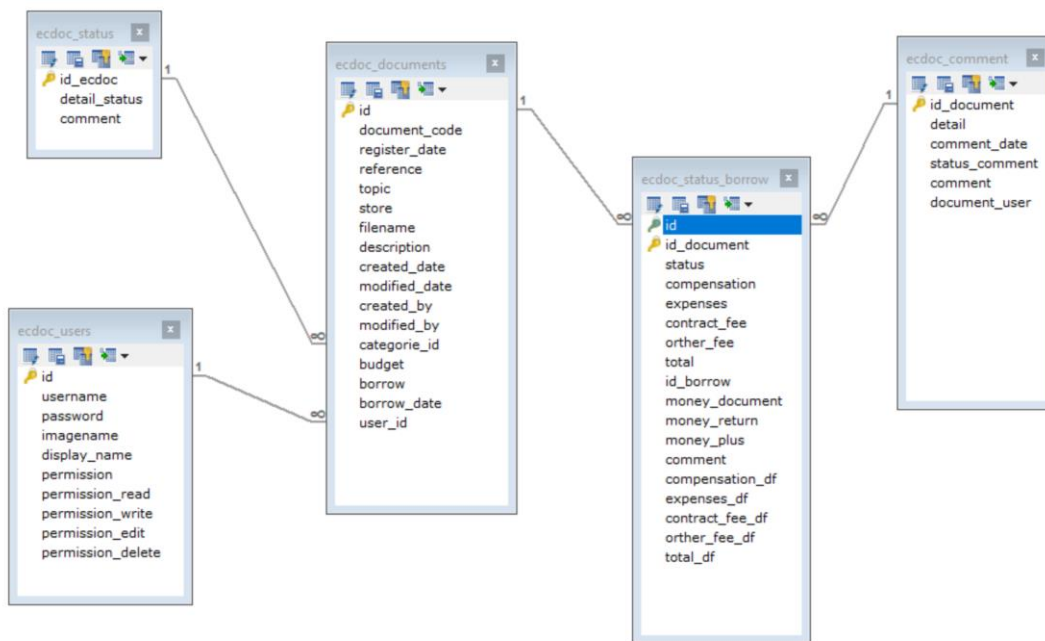 ecdoc_status
id_ecdoc
detail_status
comment
1
ecdoc_documents
id
document_code
register_date
reference
topic
store
filename
description
created_date
modified_date
created_by
modified_by
categorie_id
budget
borrow
borrow_date
user_id
1
∞
∞
ecdoc_users
id
username
password
imagename
display_name
permission
permission_read
permission_write
permission_edit
permission_delete
1
ecdoc_status_borrow
id
id_document
status
compensation
expenses
contract_fee
orther_fee
total
id_borrow
money_document
money_return
money_plus
comment
compensation_df
expenses_df
contract_fee_df
orther_fee_df
total_df
∞
∞
ecdoc_comment
id_document
detail
comment_date
status_comment
comment
document_user
1